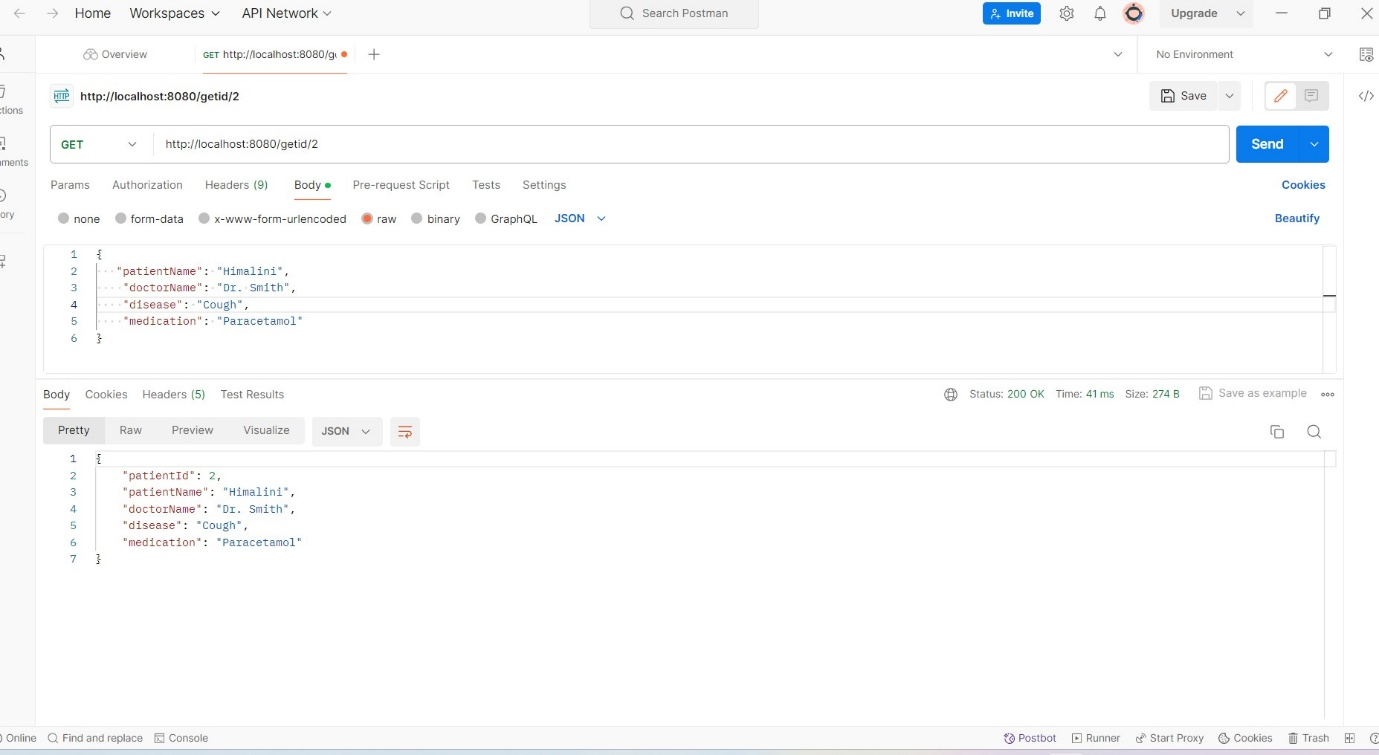 Home Workspaces API Network Search Postman Invite Upgrade
Overview GET http://localhost:8080/g No Environment
HTTP http://localhost:8080/getid/2 Save </>
GET http://localhost:8080/getid/2 Send
Params Authorization Headers (9) Body Pre-request Script Tests Settings Cookies
none form-data x-www-form-urlencoded raw binary GraphQL JSON Beautify
1 {
2 "patientName": "Himalini",
3 "doctorName": "Dr. Smith",
4 "disease": "Cough",
5 "medication": "Paracetamol"
6 }
Body Cookies Headers (5) Test Results Status: 200 OK Time: 41 ms Size: 274 B Save as example
Pretty Raw Preview Visualize JSON
1 {
2 "patientId": 2,
3 "patientName": "Himalini",
4 "doctorName": "Dr. Smith",
5 "disease": "Cough",
6 "medication": "Paracetamol"
7 }
Online Find and replace Console Postbot Runner Start Proxy Cookies Trash